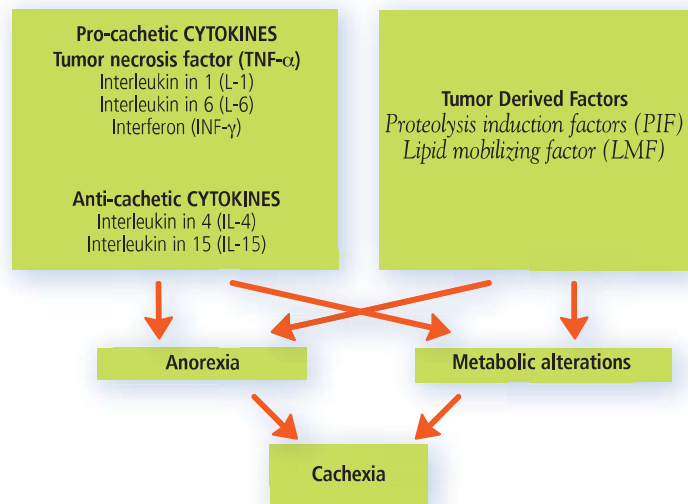 Pro-cachetic CYTOKINES
Tumor necrosis factor (TNF-α)
Interleukin in 1 (L-1)
Interleukin in 6 (L-6)
Interferon (INF-γ)
Anti-cachetic CYTOKINES
Interleukin in 4 (IL-4)
Interleukin in 15 (IL-15)
Tumor Derived Factors
Proteolysis induction factors (PIF)
Lipid mobilizing factor (LMF)
Anorexia
Metabolic alterations
Cachexia